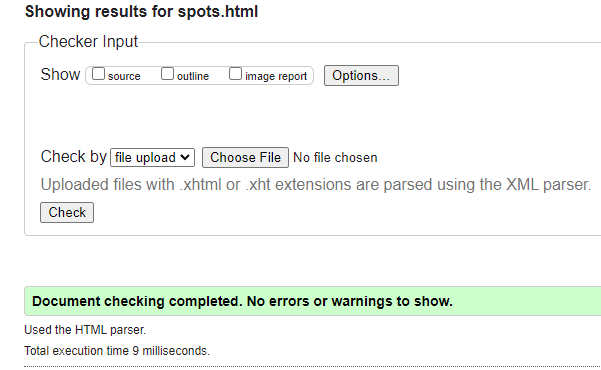 Showing results for spots.html
Checker Input
Show source outline image report Options...
Check by file upload Choose File No file chosen
Uploaded files with .xhtml or .xht extensions are parsed using the XML parser.
Check
Document checking completed. No errors or warnings to show.
Used the HTML parser.
Total execution time 9 milliseconds.